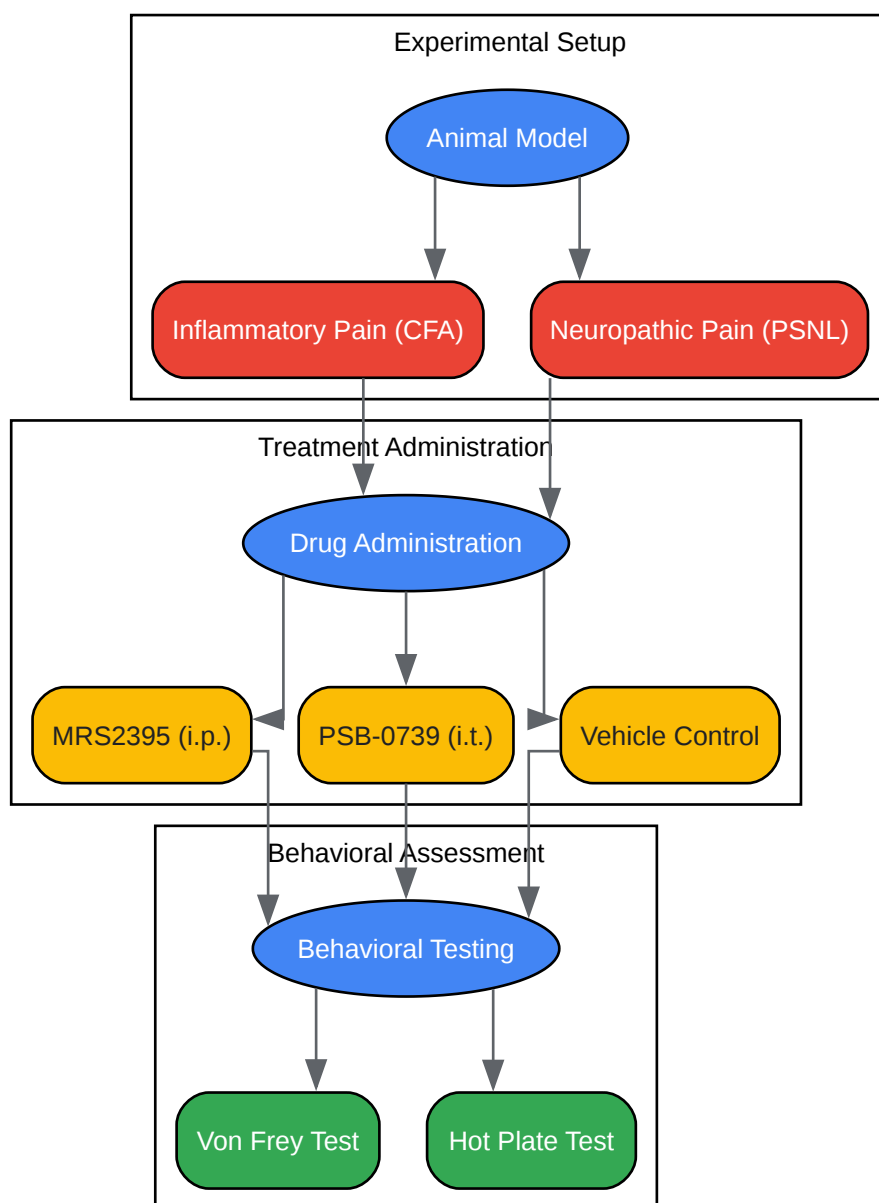 Experimental Setup
Animal Model
Inflammatory Pain (CFA)
Neuropathic Pain (PSNL)
Treatment Administration
Drug Administration
MRS2395 (i.p.)
PSB-0739 (i.t.)
Vehicle Control
Behavioral Assessment
Behavioral Testing
Von Frey Test
Hot Plate Test